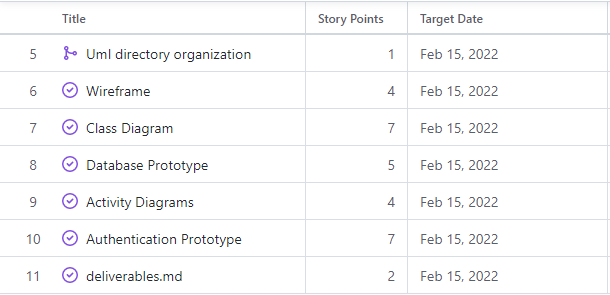 Title Story Points Target Date
5 Uml directory organization 1 Feb 15, 2022
6 Wireframe 4 Feb 15, 2022
7 Class Diagram 7 Feb 15, 2022
8 Database Prototype 5 Feb 15, 2022
9 Activity Diagrams 4 Feb 15, 2022
10 Authentication Prototype 7 Feb 15, 2022
11 deliverables.md 2 Feb 15, 2022